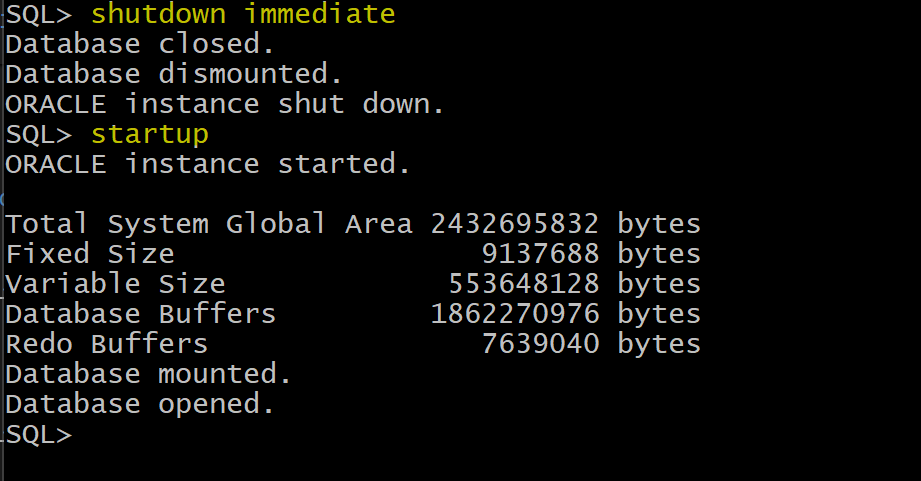 SQL> shutdown immediate
Database closed.
Database dismounted.
ORACLE instance shut down.
SQL> startup
ORACLE instance started.

Total System Global Area 2432695832 bytes
Fixed Size                  9137688 bytes
Variable Size             553648128 bytes
Database Buffers         1862270976 bytes
Redo Buffers                7639040 bytes
Database mounted.
Database opened.
SQL>